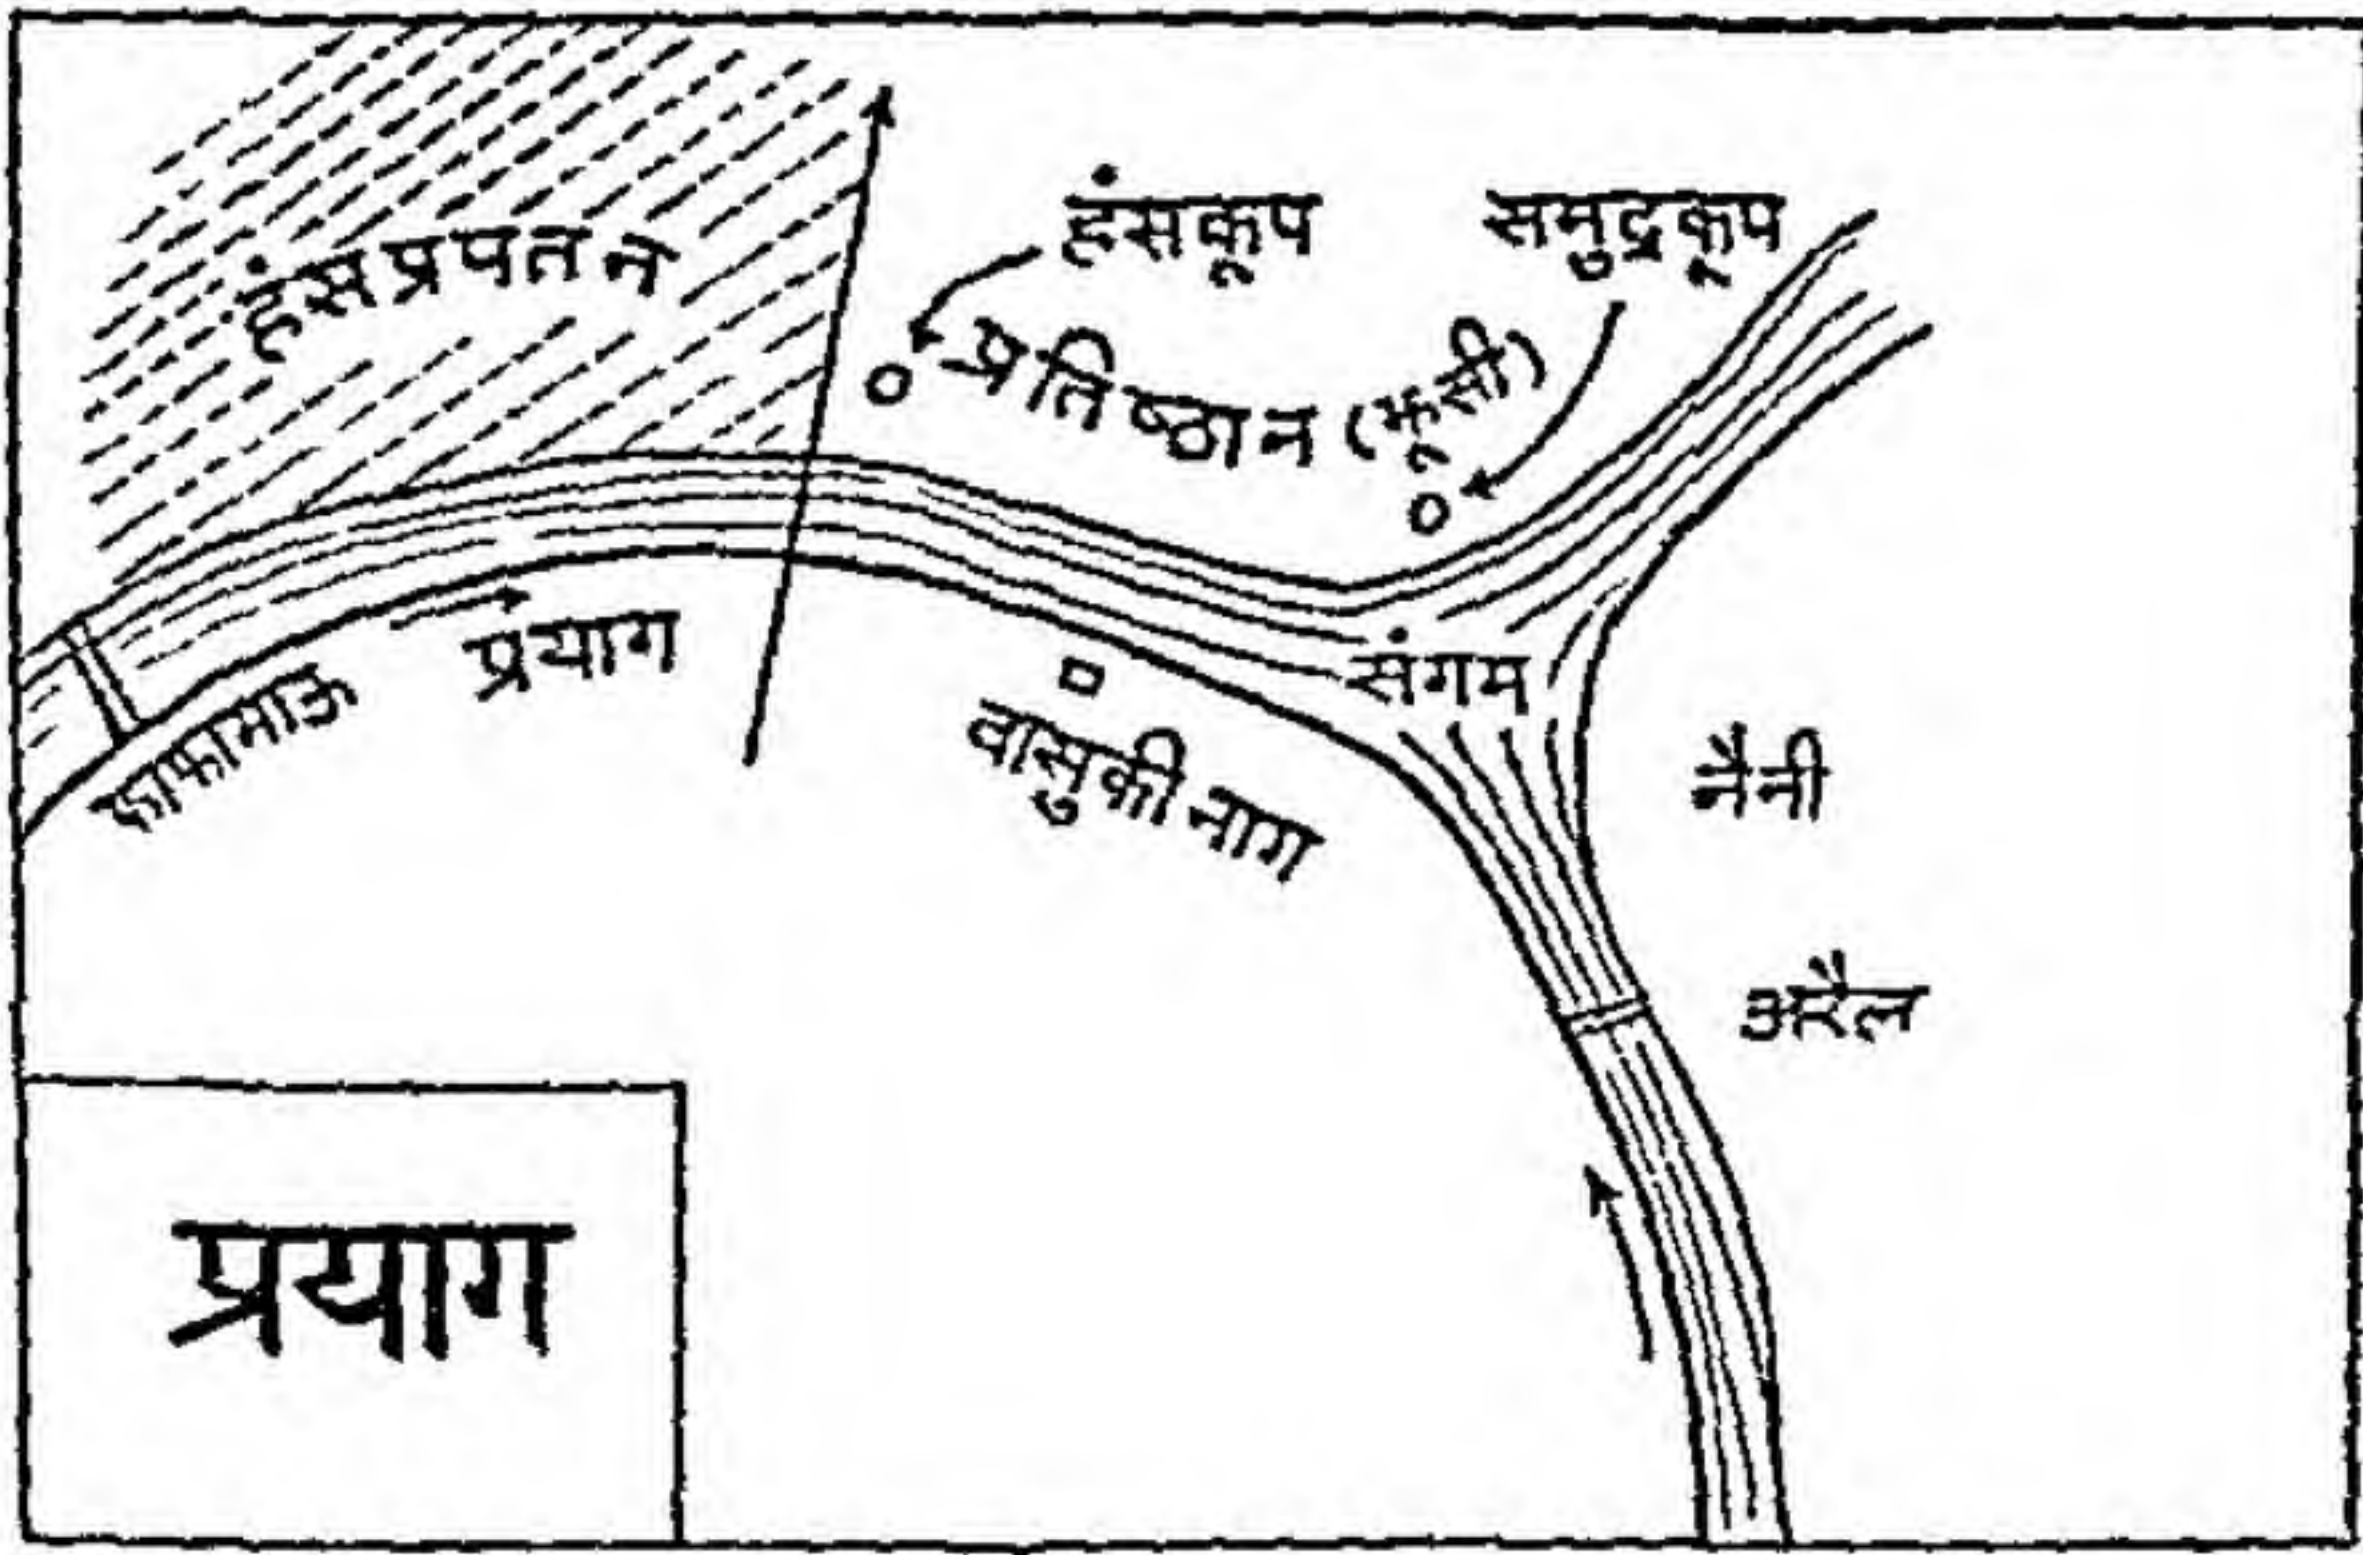 हंसकूप
समुद्रकूप
हंसप्रपतन
प्रतिष्ठान (झूसी)
प्रयाग
संगम
फाफामाऊ
वासुकी नाग
नैनी
अरैल
प्रयाग